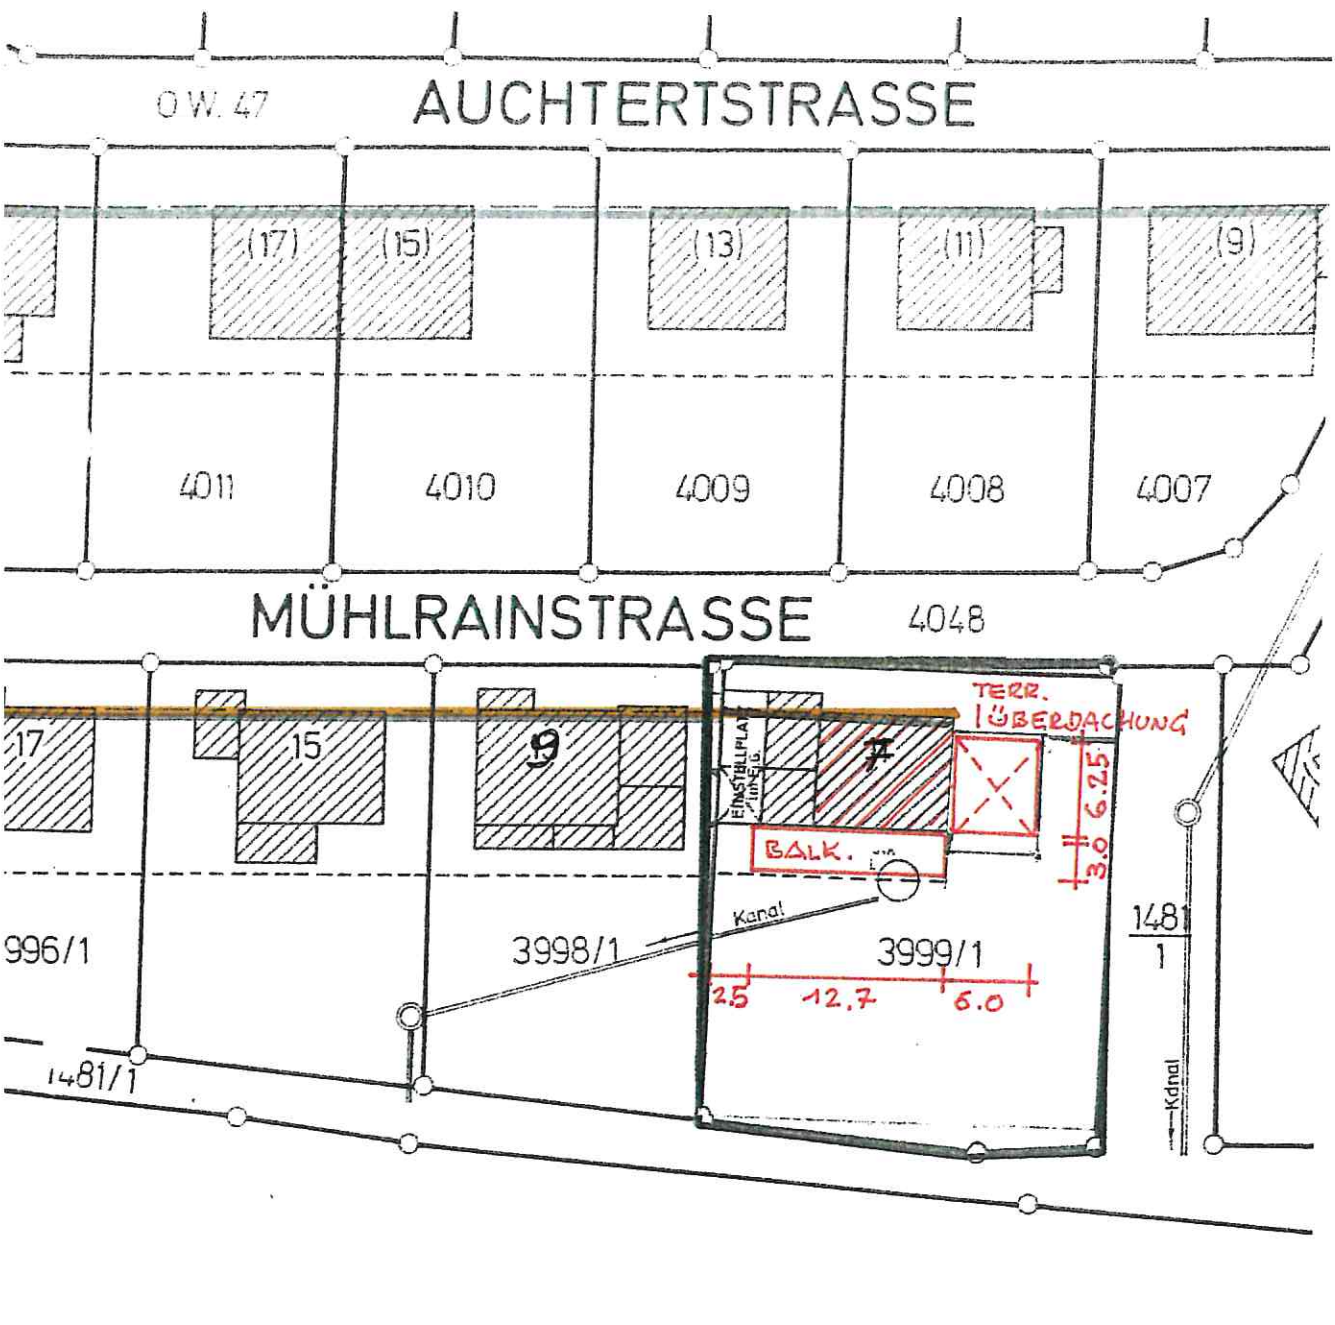 O W. 47
AUCHTERTSTRASSE
(17)
(15)
(13)
(11)
(9)
4011
4010
4009
4008
4007
MÜHLRAINSTRASSE
4048
TERR.
ÜBERDACHUNG
17
15
9
7
EINSTELLPLATZ
6.25
BALK.
3.0
Kanal
996/1
3998/1
3999/1
1481
1
2.5
12,7
6.0
1481/1
Kanal